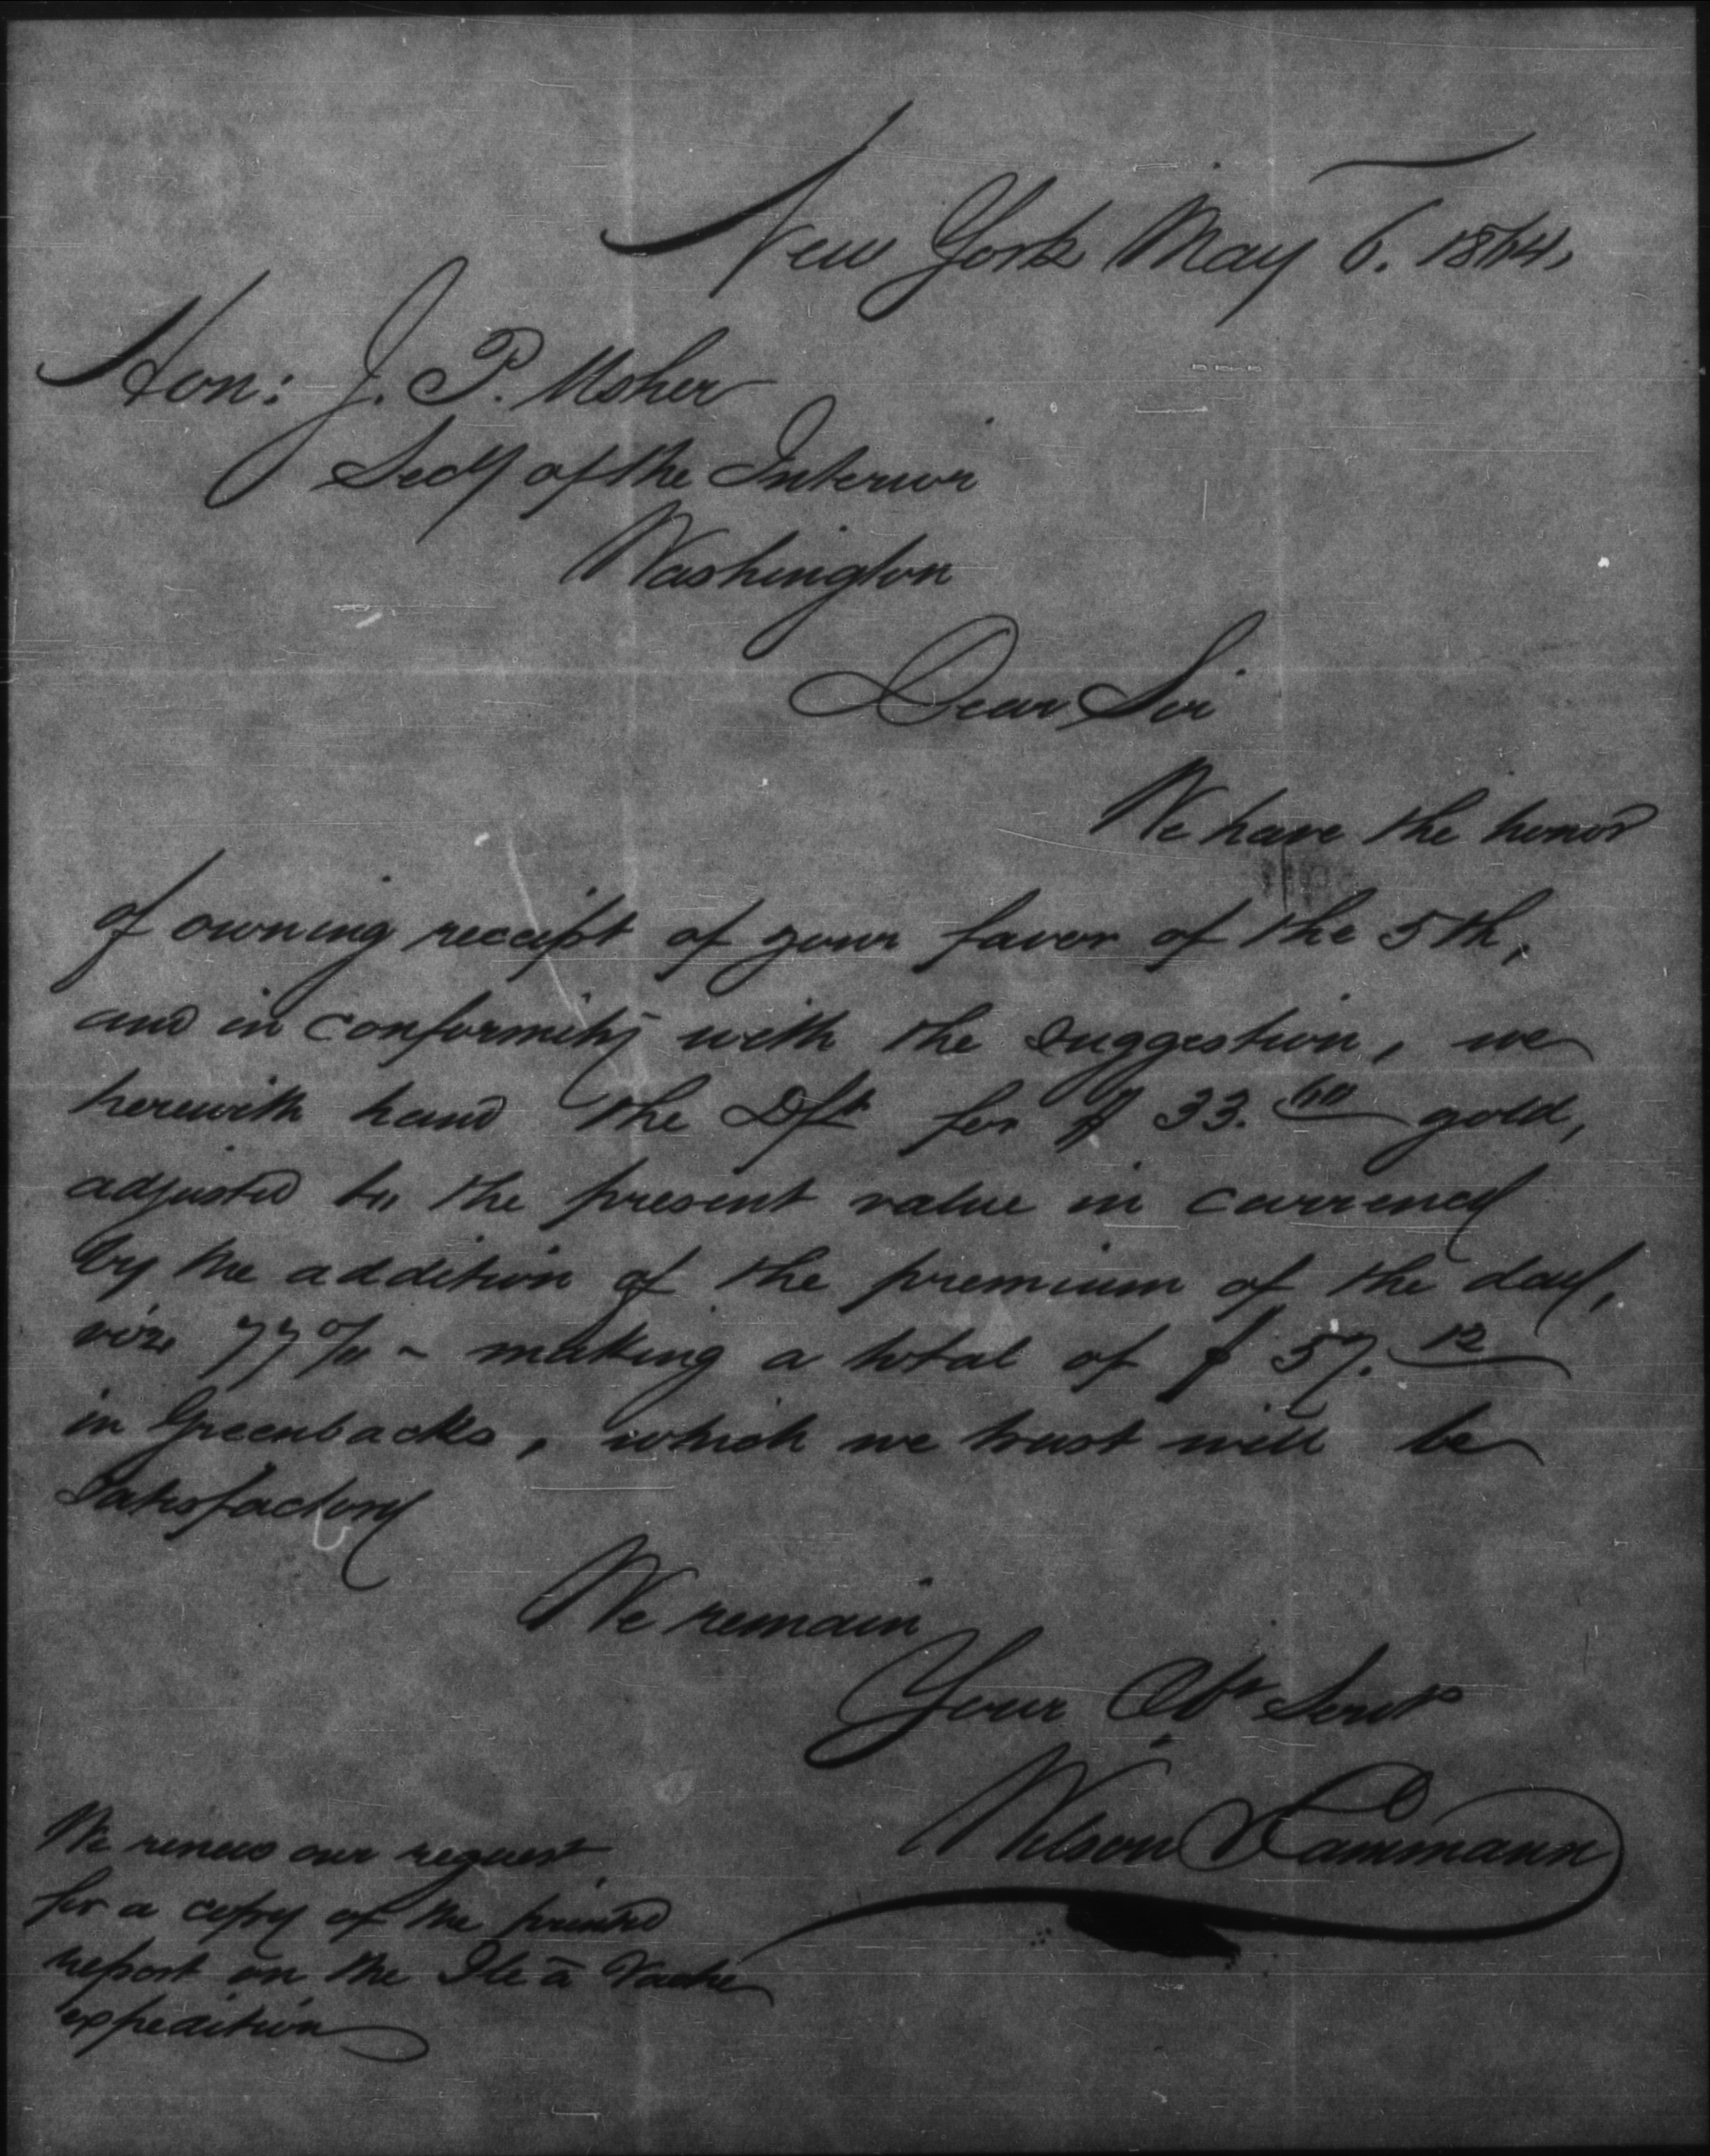 New York May 6. 1864.
Hon: J. P. Usher
Secy of the Interior
Washington
Dear Sir
We have the honor
of owning receipt of your favor of the 5th,
and in conformity with the suggestion, we
herewith hand the Dft for $ 33. 60 gold,
adjusted to the present value in currency
by the addition of the premium of the day,
viz. 77% - making a total of $ 57. 12
in Greenbacks, which we trust will be
Satisfactory
We remain
Your Obt Servts
Wilson & Cammann
We renew our request
for a copy of the printed
report on the Ile à Vache
expedition